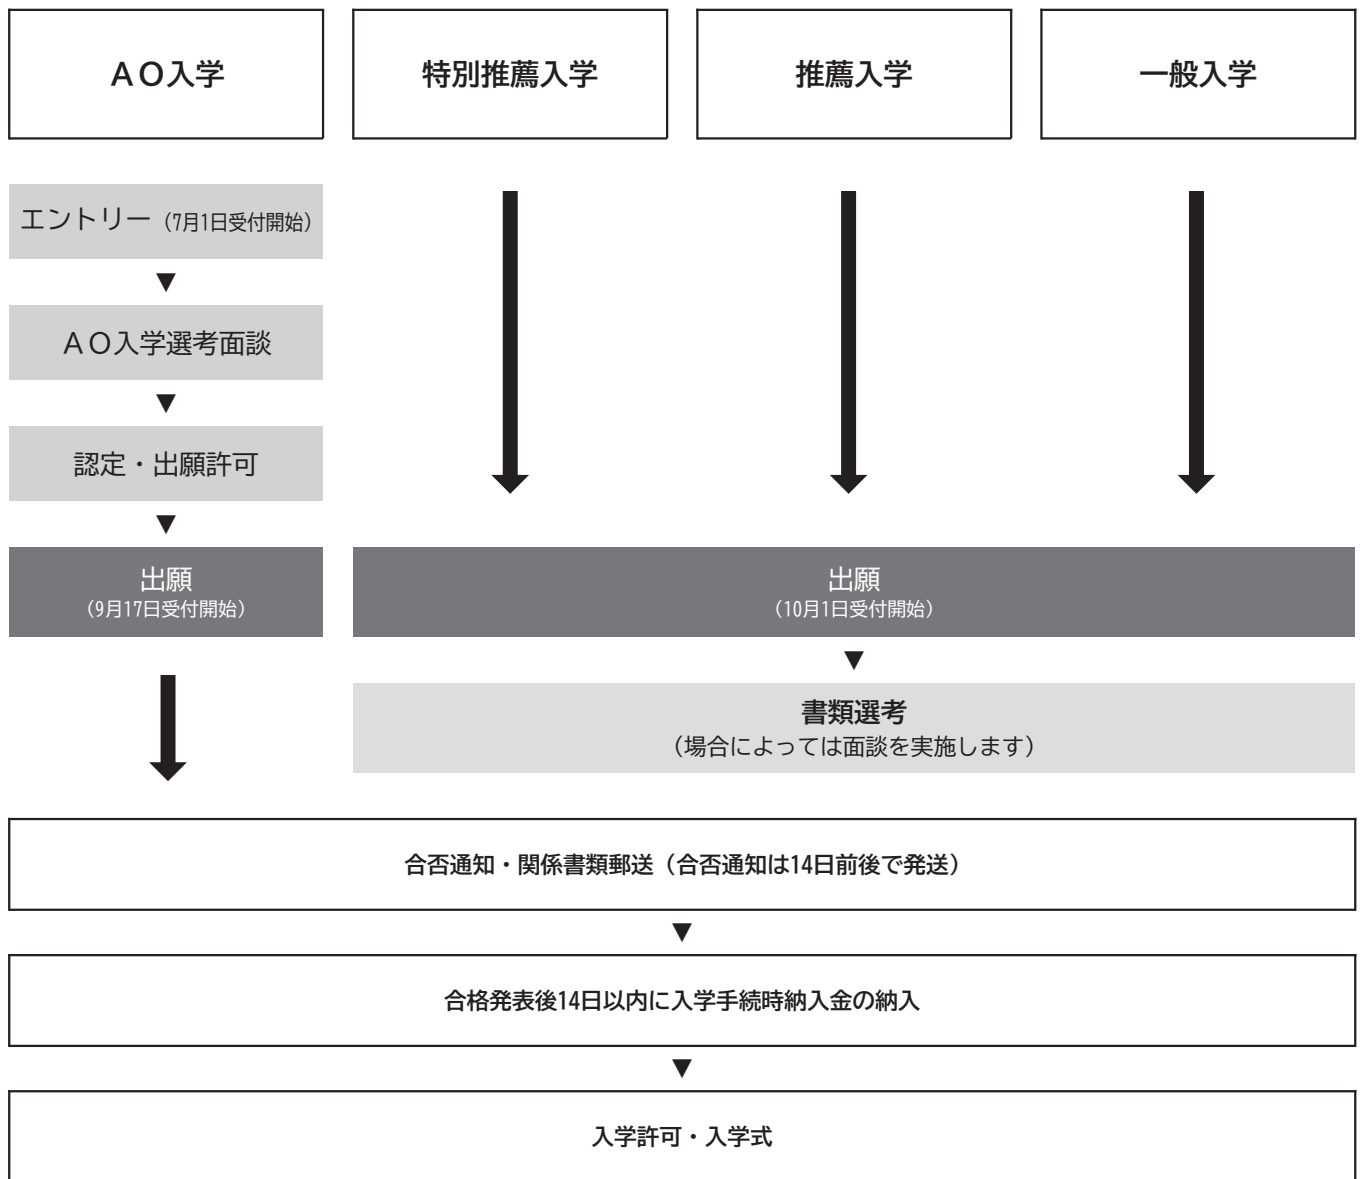 ＡＯ入学
特別推薦入学
推薦入学
一般入学
エントリー（7月1日受付開始）
▼
ＡＯ入学選考面談
▼
認定・出願許可
▼
出願
（9月17日受付開始）
出願
（10月1日受付開始）
▼
書類選考
（場合によっては面談を実施します）
合否通知・関係書類郵送（合否通知は14日前後で発送）
▼
合格発表後14日以内に入学手続時納入金の納入
▼
入学許可・入学式